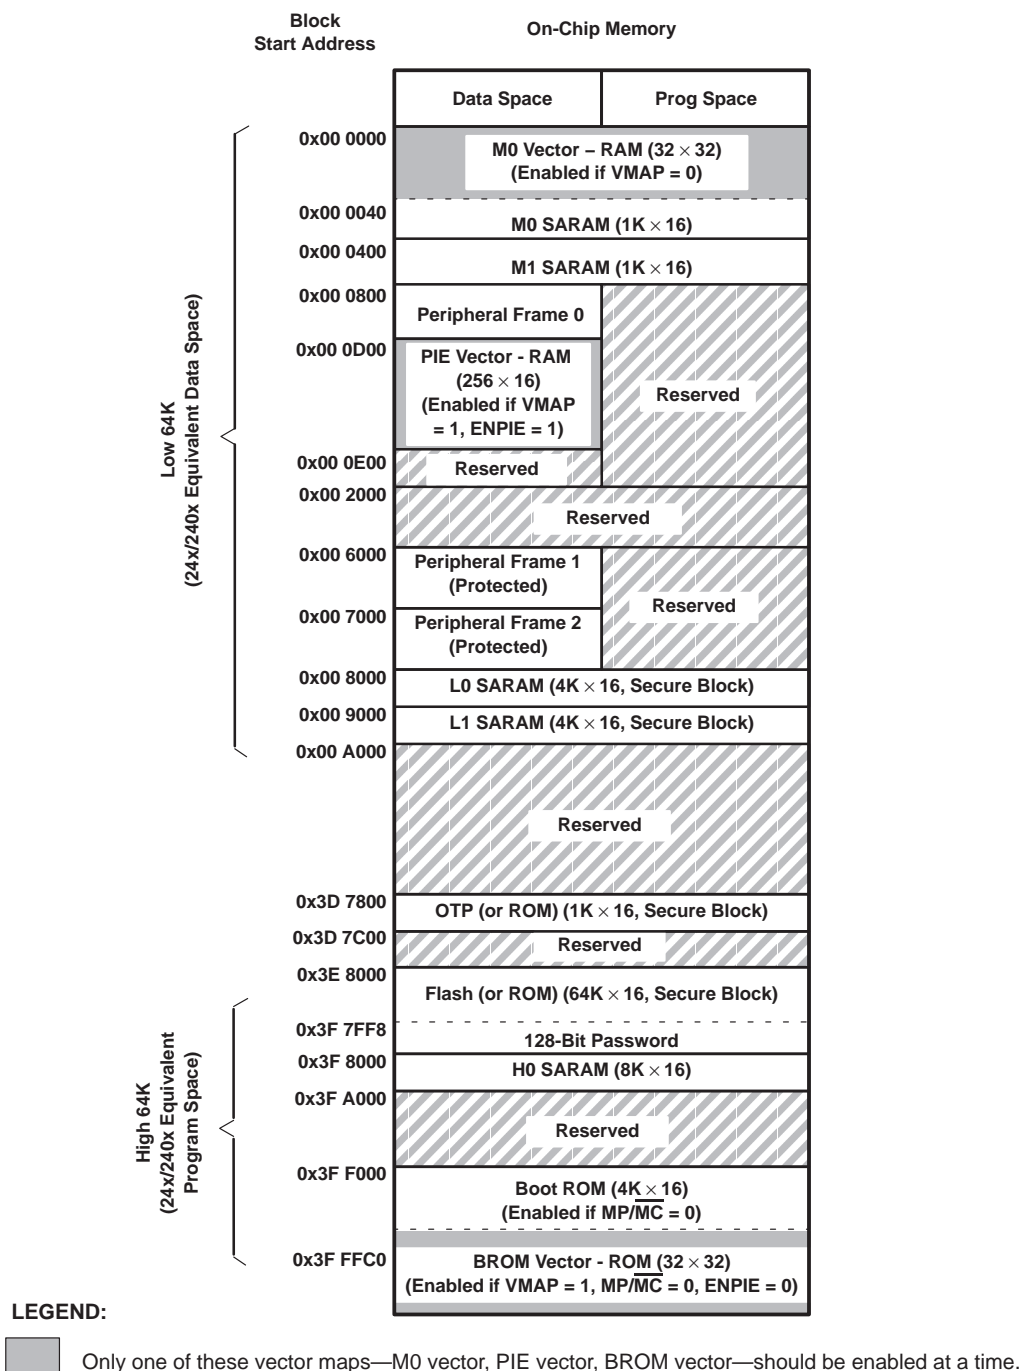 Block
Start Address
On-Chip Memory
Data Space
Prog Space
0x00 0000
M0 Vector – RAM (32 × 32)
(Enabled if VMAP = 0)
0x00 0040
M0 SARAM (1K × 16)
0x00 0400
M1 SARAM (1K × 16)
0x00 0800
Peripheral Frame 0
0x00 0D00
PIE Vector - RAM
(256 × 16)
(Enabled if VMAP
= 1, ENPIE = 1)
Reserved
0x00 0E00
Reserved
0x00 2000
Reserved
Low 64K
(24x/240x Equivalent Data Space)
0x00 6000
Peripheral Frame 1
(Protected)
Reserved
0x00 7000
Peripheral Frame 2
(Protected)
0x00 8000
L0 SARAM (4K × 16, Secure Block)
0x00 9000
L1 SARAM (4K × 16, Secure Block)
0x00 A000
Reserved
0x3D 7800
OTP (or ROM) (1K × 16, Secure Block)
0x3D 7C00
Reserved
0x3E 8000
Flash (or ROM) (64K × 16, Secure Block)
0x3F 7FF8
128-Bit Password
0x3F 8000
H0 SARAM (8K × 16)
0x3F A000
Reserved
High 64K
(24x/240x Equivalent
Program Space)
0x3F F000
Boot ROM (4K × 16)
(Enabled if MP/M̅C̅ = 0)
0x3F FFC0
BROM Vector - ROM (32 × 32)
(Enabled if VMAP = 1, MP/M̅C̅ = 0, ENPIE = 0)
LEGEND:
Only one of these vector maps—M0 vector, PIE vector, BROM vector—should be enabled at a time.